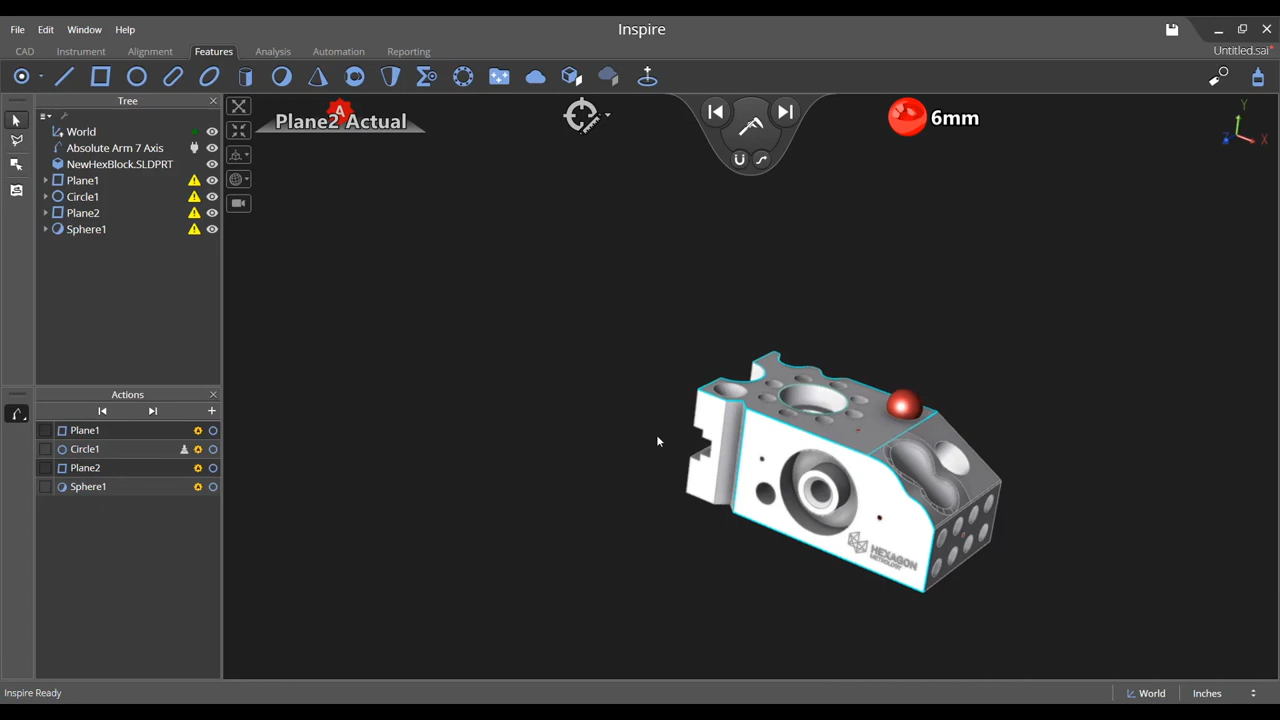 File Edit Window Help
Inspire
CAD Instrument Alignment Features Analysis Automation Reporting
Untitled.sai*
Tree
A
Plane2 Actual
6mm
Y
Z X
World
Absolute Arm 7 Axis
NewHexBlock.SLDPRT
Plane1
Circle1
Plane2
Sphere1
Actions
Plane1
Circle1
Plane2
Sphere1
HEXAGON
METROLOGY
Inspire Ready
World Inches